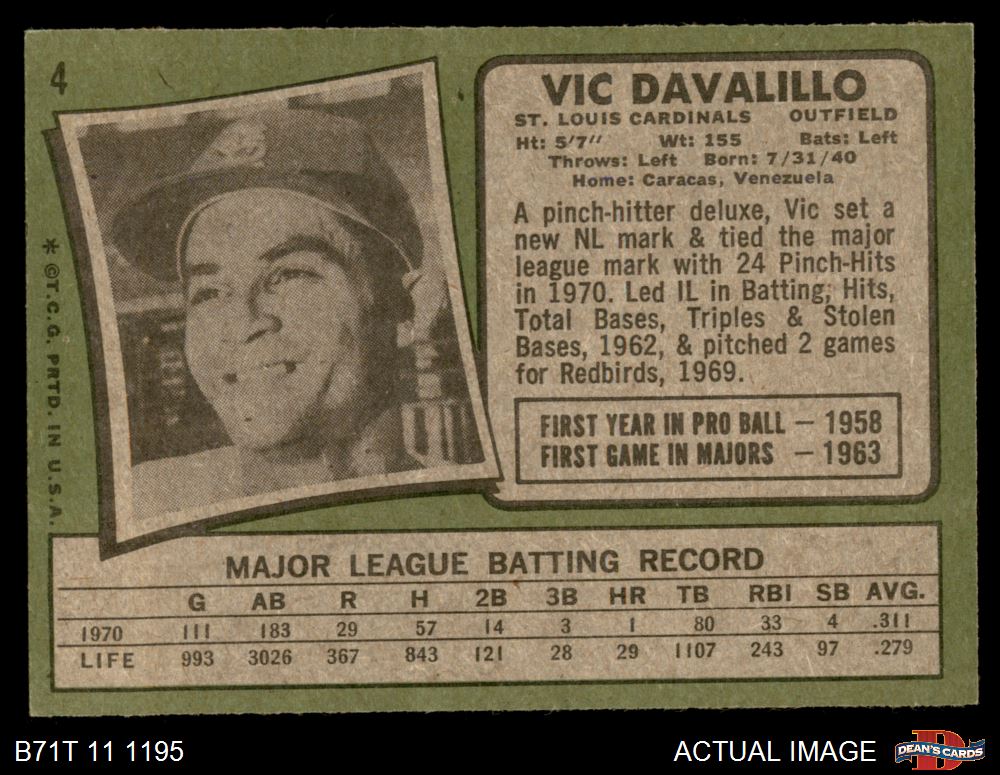 4
VIC DAVALILLO
ST. LOUIS CARDINALS OUTFIELD
Ht: 5'7" Wt: 155 Bats: Left
Throws: Left Born: 7/31/40
Home: Caracas, Venezuela
A pinch-hitter deluxe, Vic set a
new NL mark & tied the major
league mark with 24 Pinch-Hits
in 1970. Led IL in Batting, Hits,
Total Bases, Triples & Stolen
Bases, 1962, & pitched 2 games
for Redbirds, 1969.
FIRST YEAR IN PRO BALL — 1958
FIRST GAME IN MAJORS — 1963
* ©T.C.G. PRTD. IN U.S.A.
MAJOR LEAGUE BATTING RECORD
G AB R H 2B 3B HR TB RBI SB AVG.
1970 111 183 29 57 14 3 1 80 33 4 .311
LIFE 993 3026 367 843 121 28 29 1107 243 97 .279
B71T 11 1195
ACTUAL IMAGE
DEAN'S CARDS